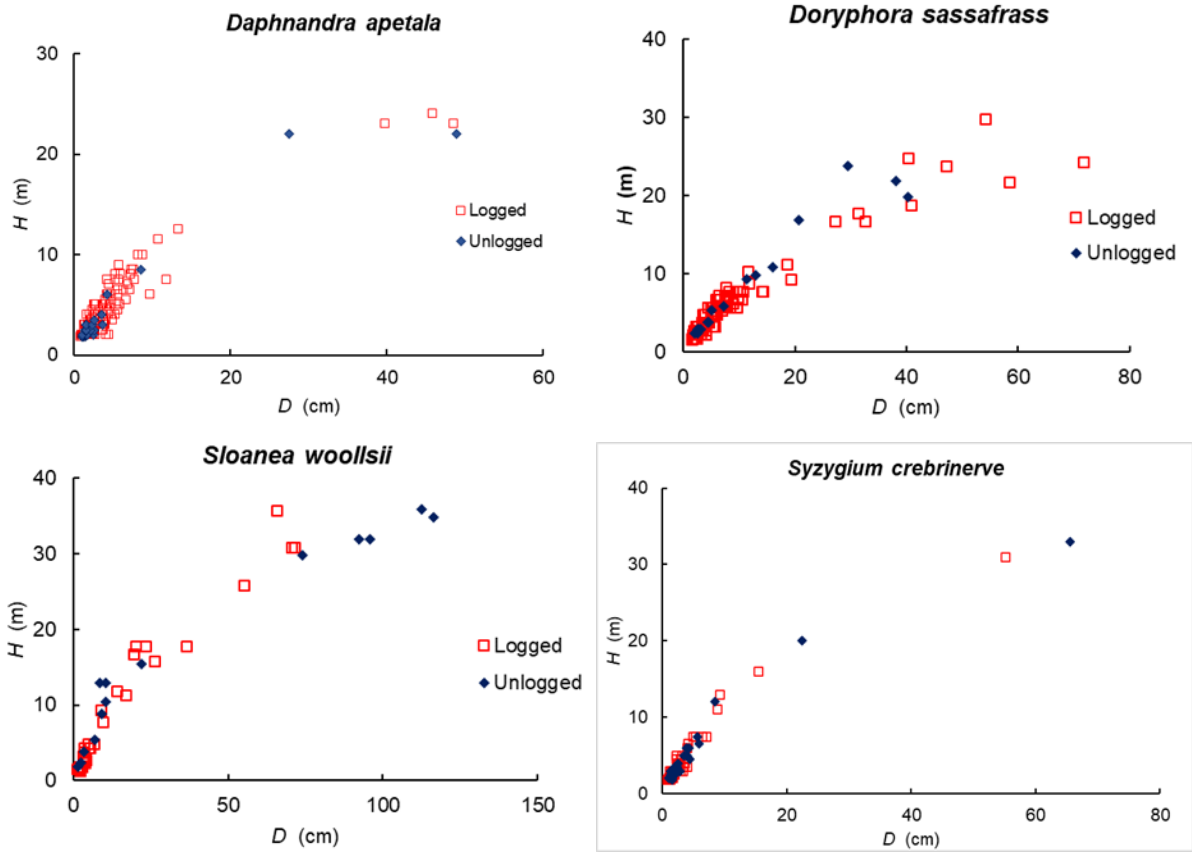 Daphnandra apetala
30
20
10
0
H (m)
0 20 40 60
D (cm)
Logged
Unlogged
Doryphora sassafrass
40
30
20
10
0
H (m)
0 20 40 60 80
D (cm)
Logged
Unlogged
Sloanea woollsii
40
30
20
10
0
H (m)
0 50 100 150
D (cm)
Logged
Unlogged
Syzygium crebrinerve
40
30
20
10
0
H (m)
0 20 40 60 80
D (cm)